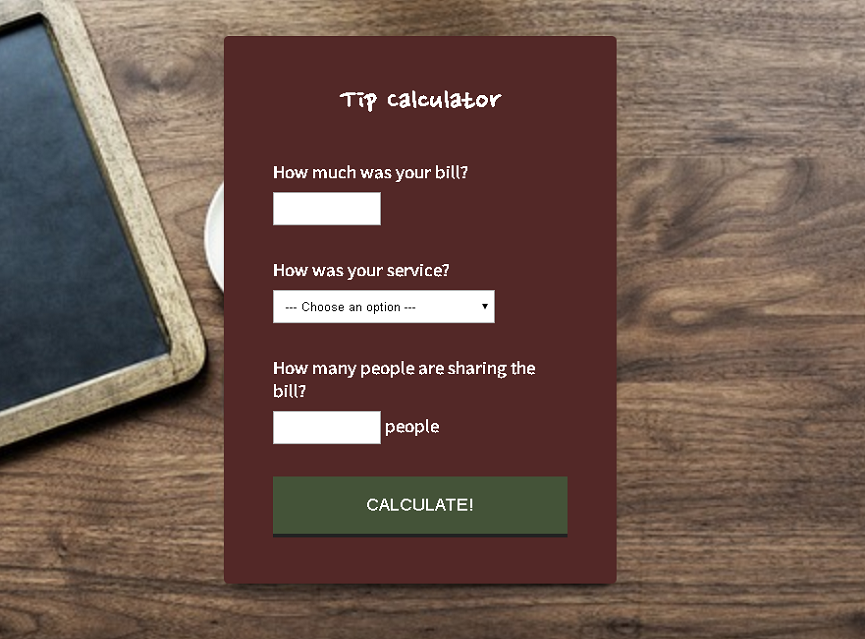 Tip calculator
How much was your bill?
How was your service?
--- Choose an option ---
How many people are sharing the
bill?
people
CALCULATE!